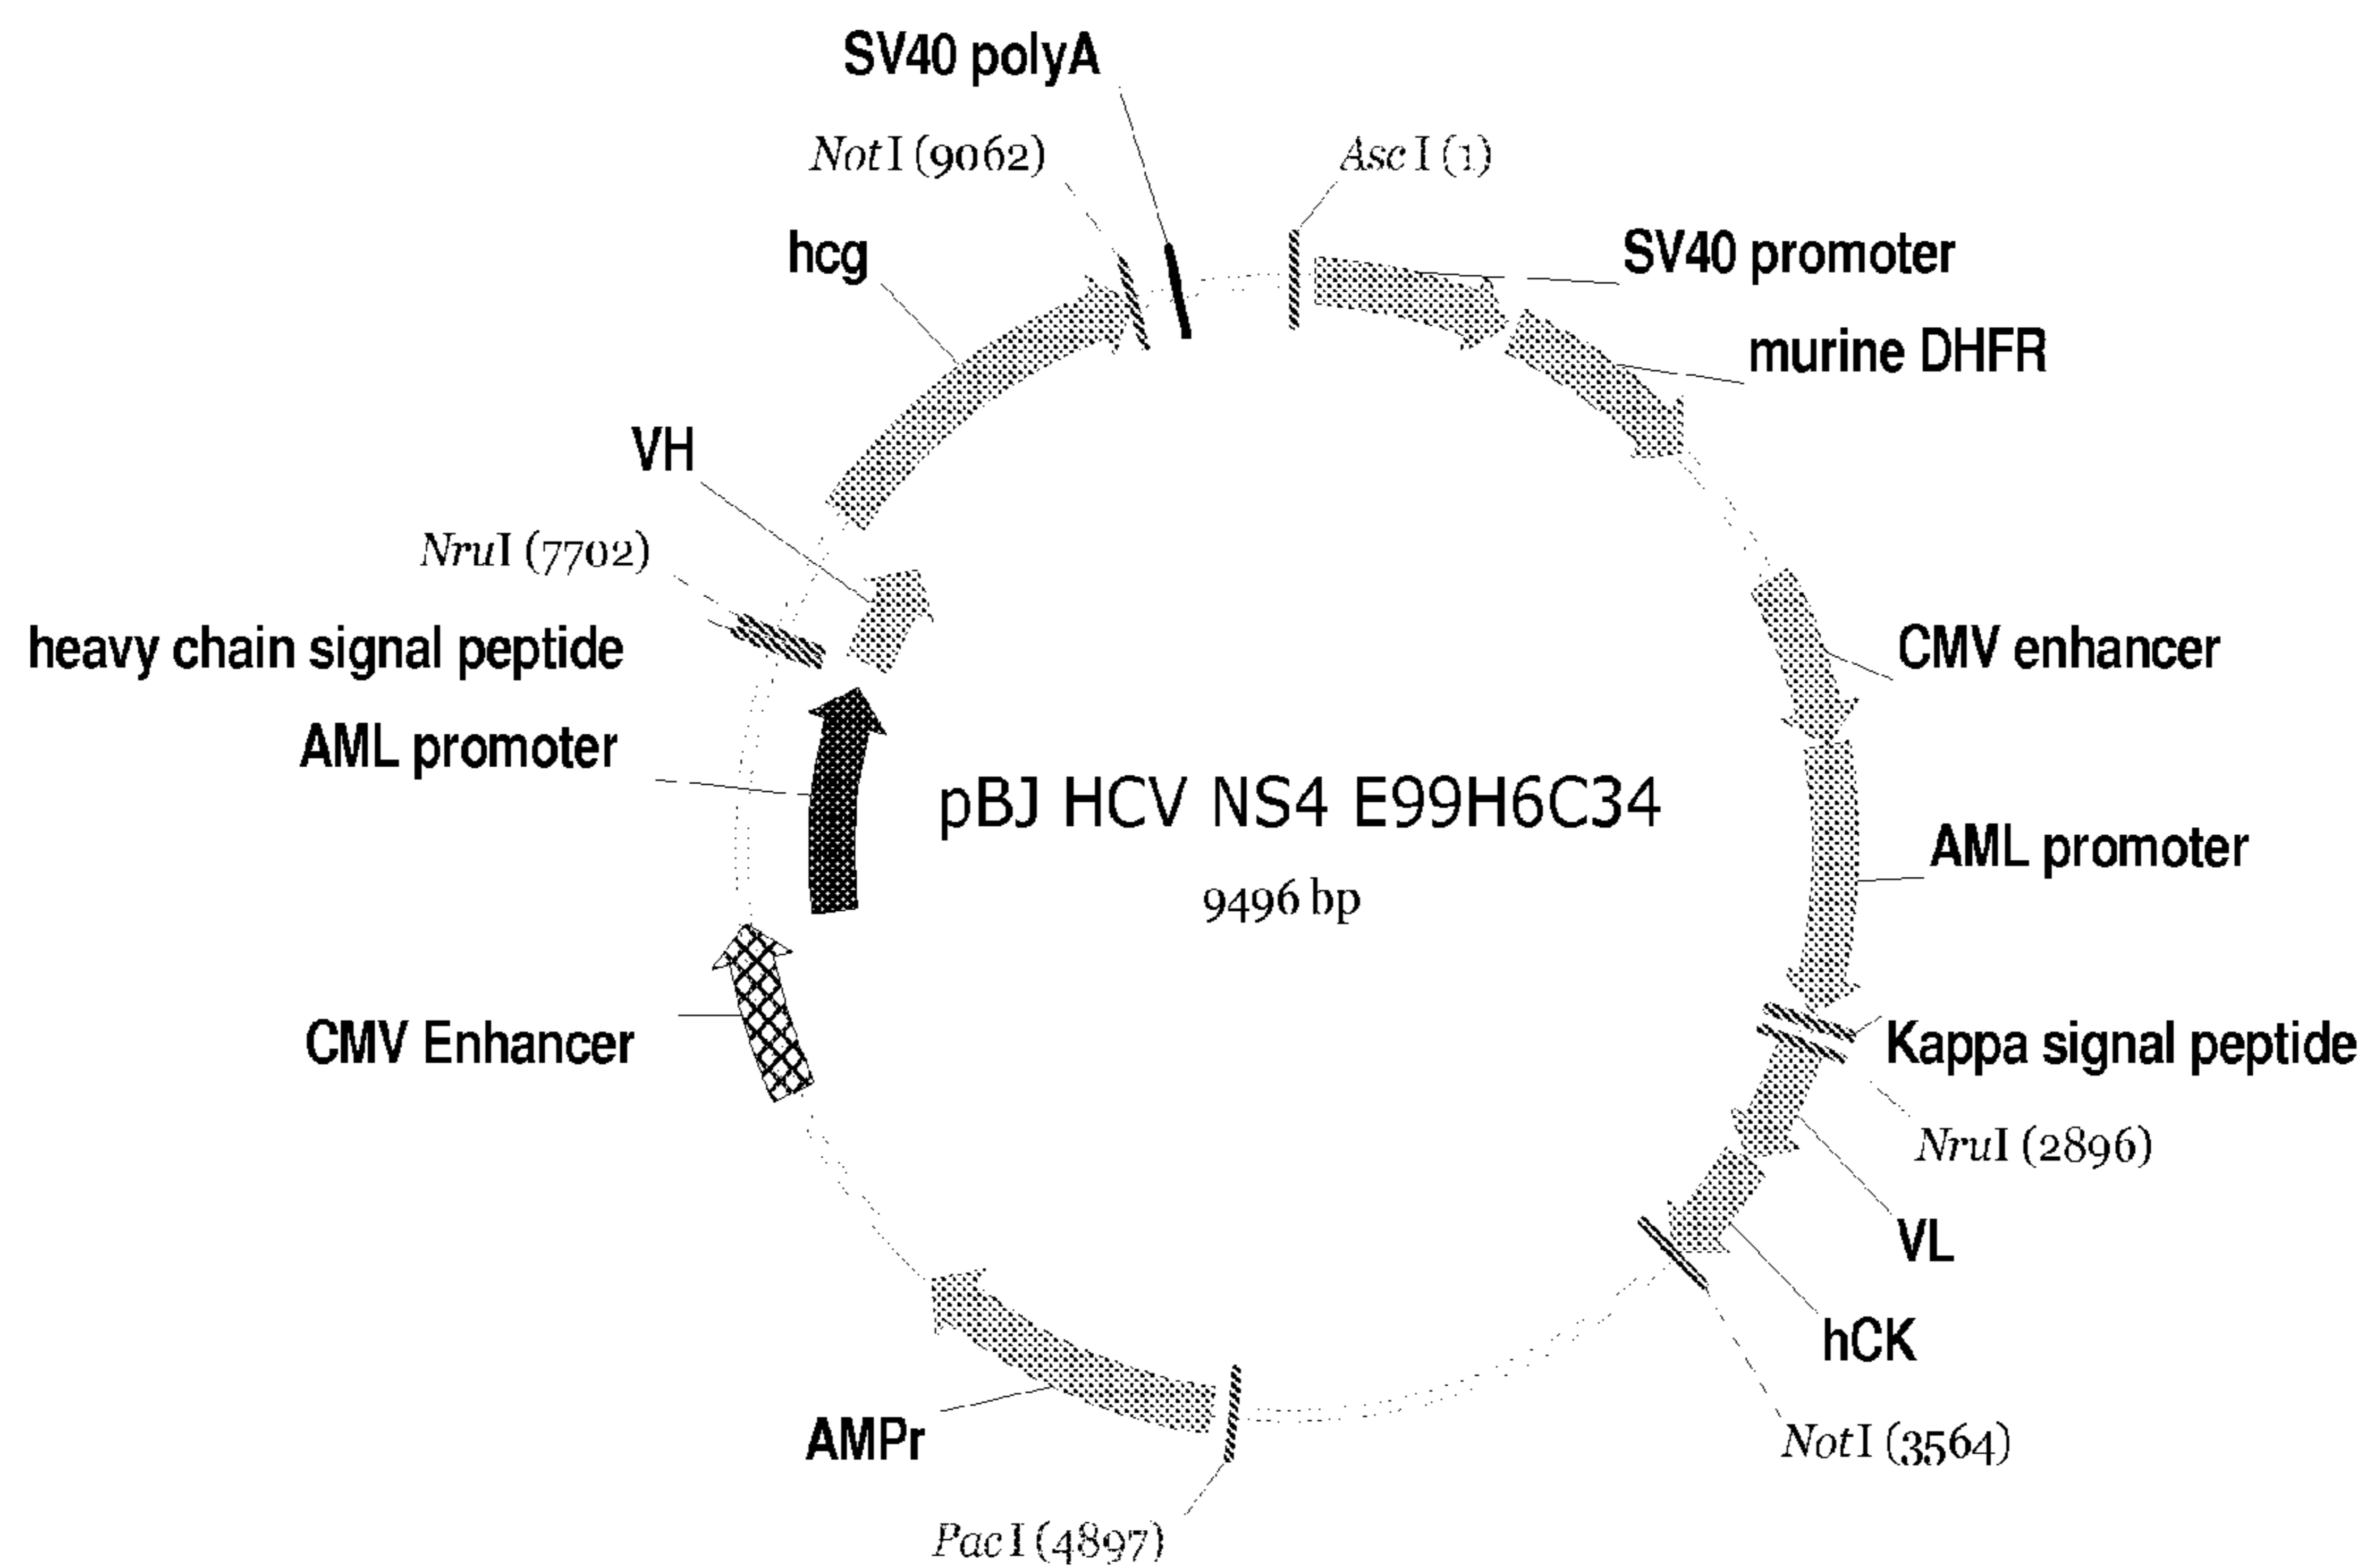 SV40 polyA
NotI (9062)
AscI (1)
hcg
SV40 promoter
murine DHFR
VH
NruI (7702)
heavy chain signal peptide
CMV enhancer
AML promoter
pBJ HCV NS4 E99H6C34
9496 bp
AML promoter
CMV Enhancer
Kappa signal peptide
NruI (2896)
VL
hCK
AMPr
NotI (3564)
PacI (4897)